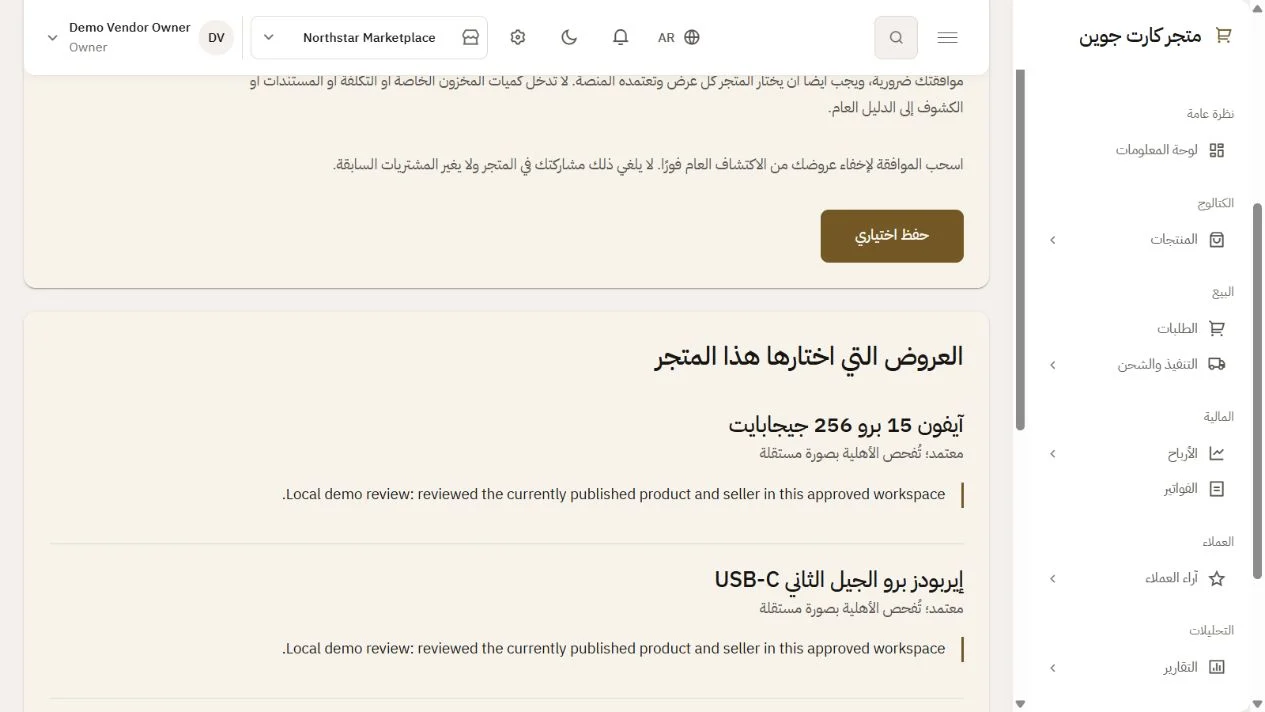 متجر كارت جوين
نظرة عامة
لوحة المعلومات
الكتالوج
المنتجات
البيع
الطلبات
التنفيذ والشحن
المالية
الأرباح
الفواتير
العملاء
آراء العملاء
التحليلات
التقارير
AR
Northstar Marketplace
DV
Demo Vendor Owner
Owner
موافقتك ضرورية، ويجب أيضًا أن يختار المتجر كل عرض وتعتمده المنصة. لا تُدخل كميات المخزون الخاصة أو التكلفة أو المستندات أو
الكشوف إلى الدليل العام.
اسحب الموافقة لإخفاء عروضك من الاكتشاف العام فورًا. لا يلغي ذلك مشاركتك في المتجر ولا يغير المشتريات السابقة.
حفظ اختياري
العروض التي اختارها هذا المتجر
آيفون 15 برو 256 جيجابايت
معتمد؛ تُفحص الأهلية بصورة مستقلة
Local demo review: reviewed the currently published product and seller in this approved workspace.
إيربودز برو الجيل الثاني USB-C
معتمد؛ تُفحص الأهلية بصورة مستقلة
Local demo review: reviewed the currently published product and seller in this approved workspace.